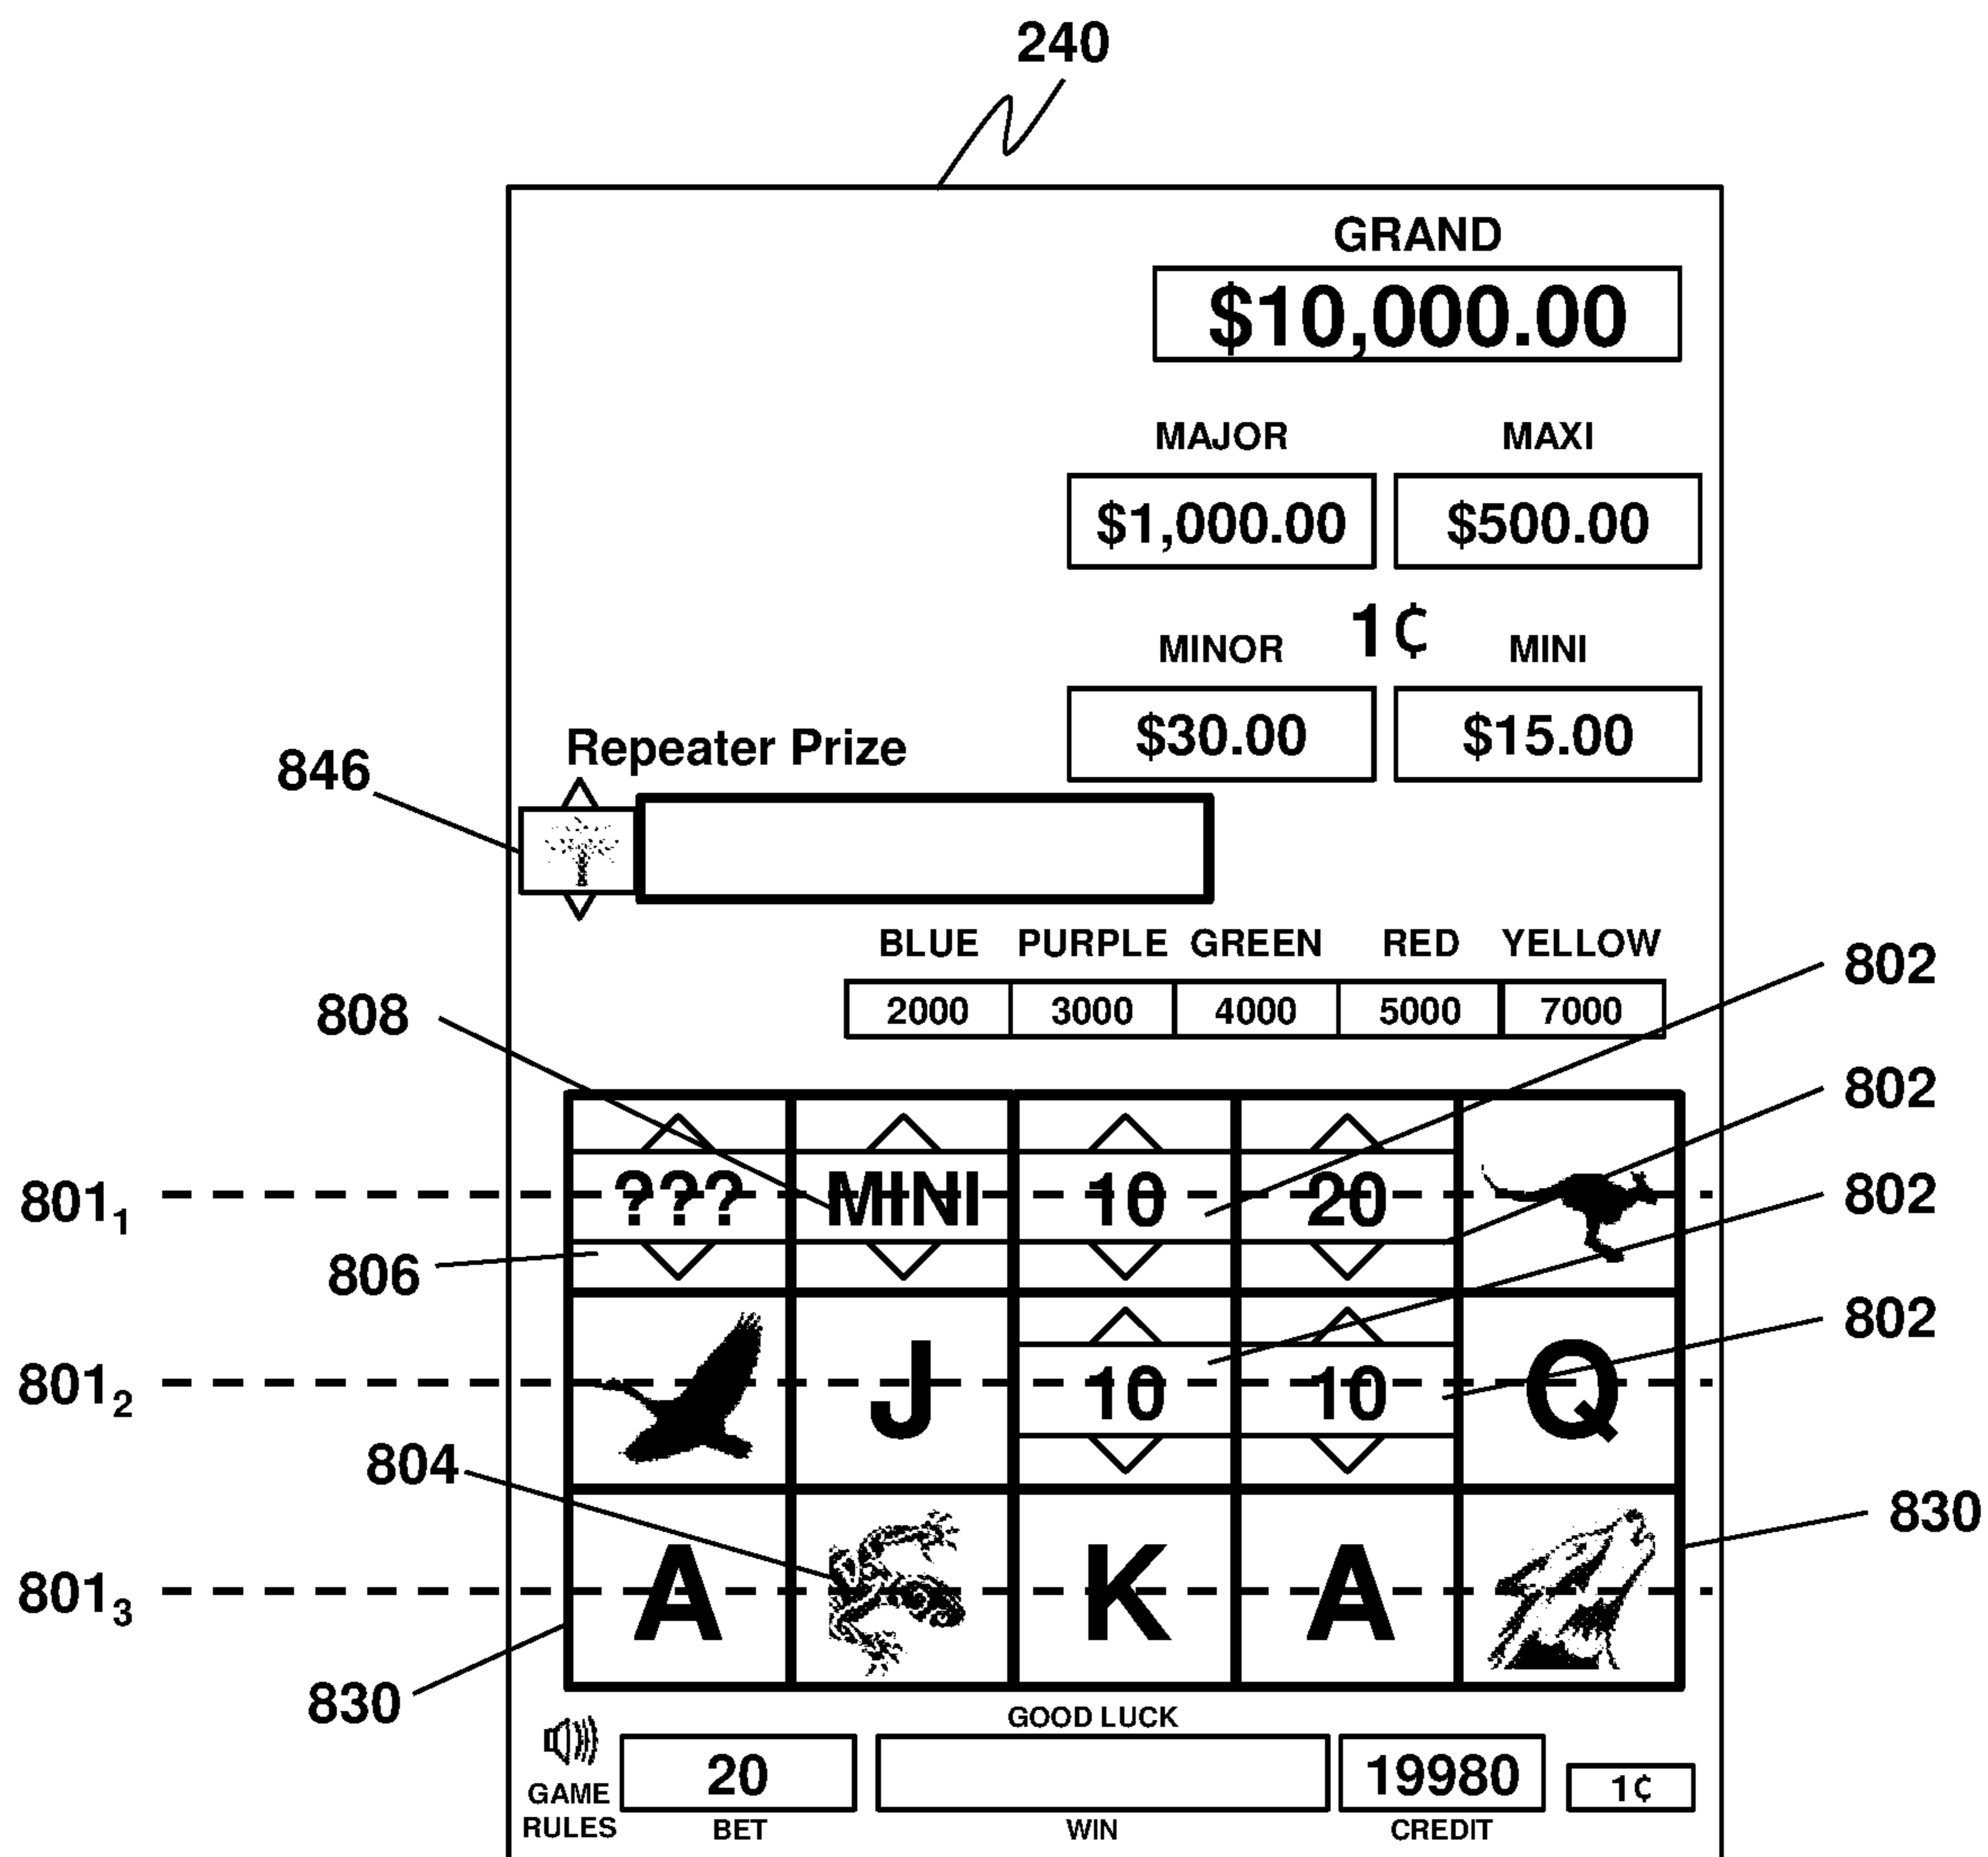 240
GRAND
$10,000.00
MAJOR MAXI
$1,000.00 $500.00
1¢
MINOR MINI
$30.00 $15.00
Repeater Prize
846
BLUE PURPLE GREEN RED YELLOW
2000 3000 4000 5000 7000
802
808
802
801₁ ??? MINI 10 20 802
806
802
801₂ J 10 10 Q
804
830
801₃ A K A
830
GOOD LUCK
20 19980 1¢
GAME
RULES BET WIN CREDIT